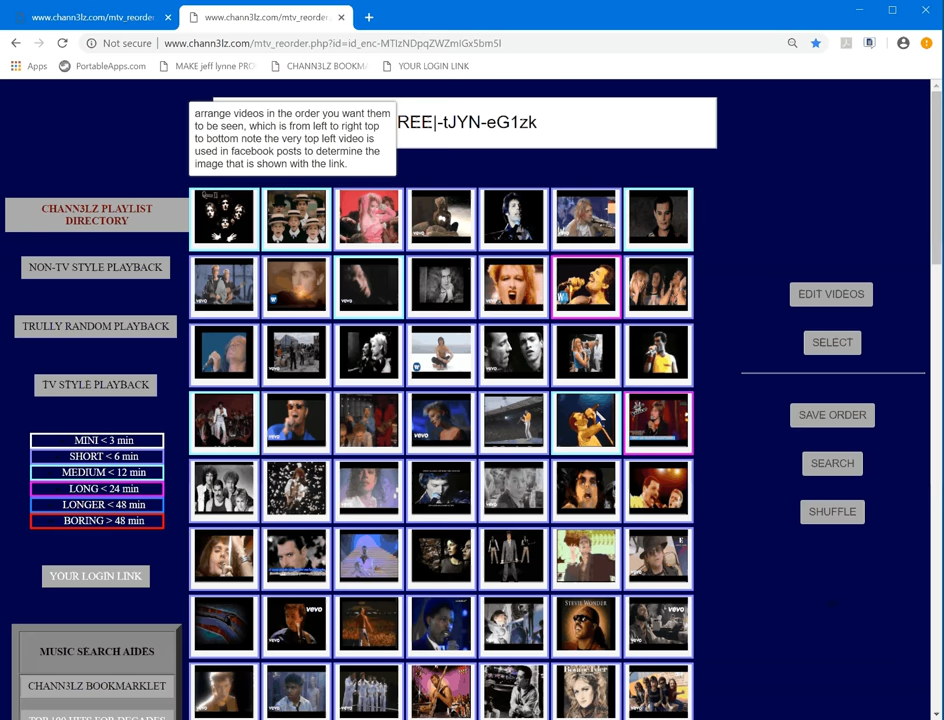 www.chann3lz.com/mtv_reorder
www.chann3lz.com/mtv_reorder
Not secure | www.chann3lz.com/mtv_reorder.php?id=id_enc-MTIzNDpqZWZmIGx5bm5l
Apps
PortableApps.com
MAKE jeff lynne PRO
CHANN3LZ BOOKMA
YOUR LOGIN LINK
arrange videos in the order you want them
to be seen, which is from left to right top
to bottom note the very top left video is
used in facebook posts to determine the
image that is shown with the link.
REE|-tJYN-eG1zk
CHANN3LZ PLAYLIST
DIRECTORY
NON-TV STYLE PLAYBACK
TRULLY RANDOM PLAYBACK
TV STYLE PLAYBACK
MINI < 3 min
SHORT < 6 min
MEDIUM < 12 min
LONG < 24 min
LONGER < 48 min
BORING > 48 min
YOUR LOGIN LINK
MUSIC SEARCH AIDES
CHANN3LZ BOOKMARKLET
TOP 100 HITS FOR DECADES
EDIT VIDEOS
SELECT
SAVE ORDER
SEARCH
SHUFFLE
STEVIE WONDER
Bonnie Tyler